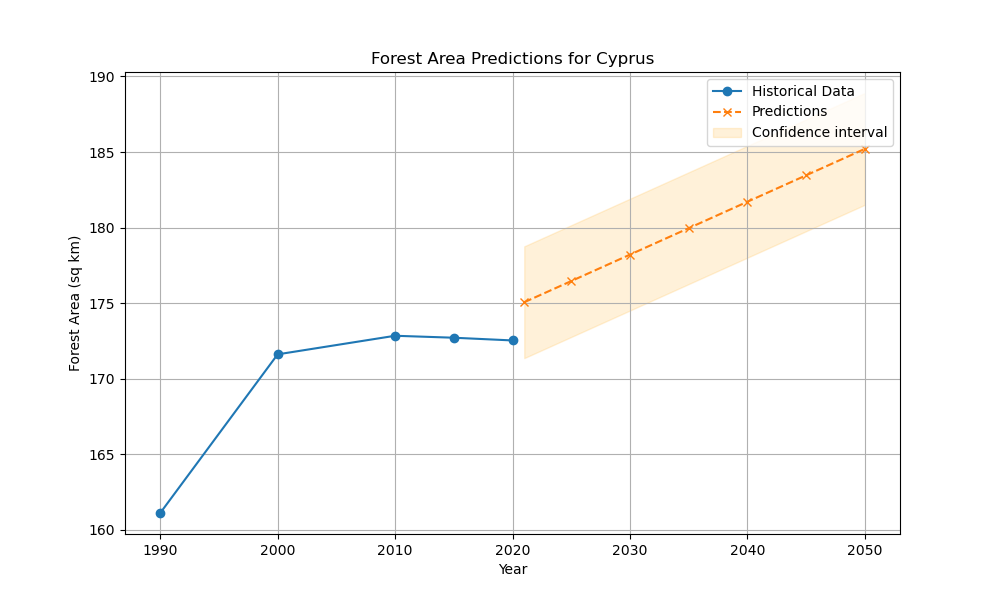 Forest Area Predictions for Cyprus
Historical Data
Predictions
Confidence interval
Forest Area (sq km)
190
185
180
175
170
165
160
1990
2000
2010
2020
2030
2040
2050
Year